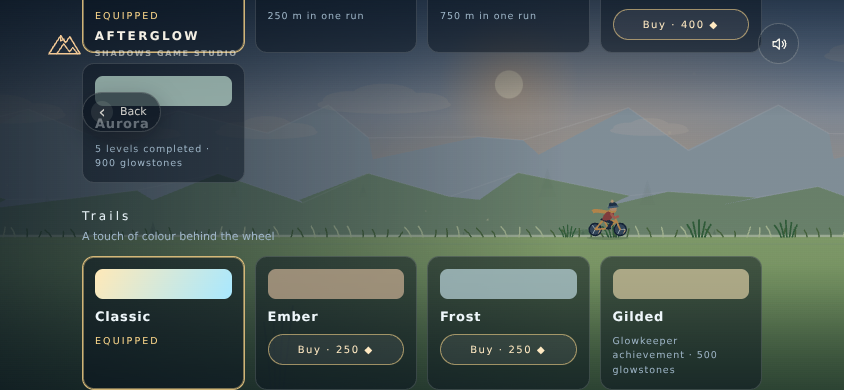 EQUIPPED
250 m in one run
750 m in one run
Buy · 400 ◆
AFTERGLOW
SHADOWS GAME STUDIO
Back
Aurora
5 levels completed ·
900 glowstones
Trails
A touch of colour behind the wheel
Classic
EQUIPPED
Ember
Buy · 250 ◆
Frost
Buy · 250 ◆
Gilded
Glowkeeper
achievement · 500
glowstones